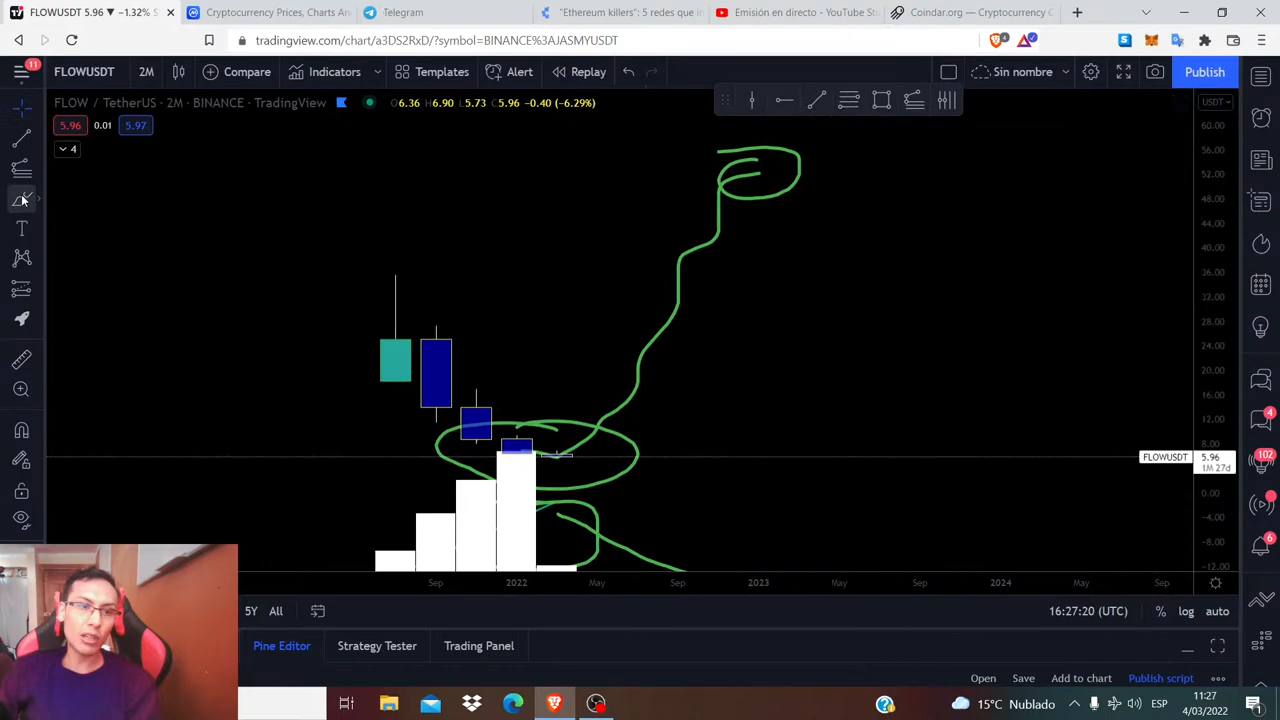 FLOWUSDT 5.96 ▼ −1.32% S
Cryptocurrency Prices, Charts An
Telegram
"Ethereum killers": 5 redes que in
Emisión en directo - YouTube St
Coindar.org — Cryptocurrency C
tradingview.com/chart/a3DS2RxD/?symbol=BINANCE%3AJASMYUSDT
4
11
FLOWUSDT 2M Compare Indicators Templates Alert Replay Sin nombre Publish
FLOW / TetherUS · 2M · BINANCE · TradingView O6.36 H6.90 L5.73 C5.96 −0.40 (−6.29%)
USDT
5.96 0.01 5.97
4
60.00
56.00
52.00
48.00
44.00
40.00
36.00
32.00
28.00
24.00
20.00
16.00
12.00
8.00
FLOWUSDT 5.96
1M 27d
0.00
−4.00
−8.00
−12.00
4
102
6
Sep 2022 May Sep 2023 May Sep 2024 May Sep
5Y All 16:27:20 (UTC) % log auto
Pine Editor Strategy Tester Trading Panel
Open Save Add to chart Publish script
15°C Nublado ESP 11:27
4/03/2022
1